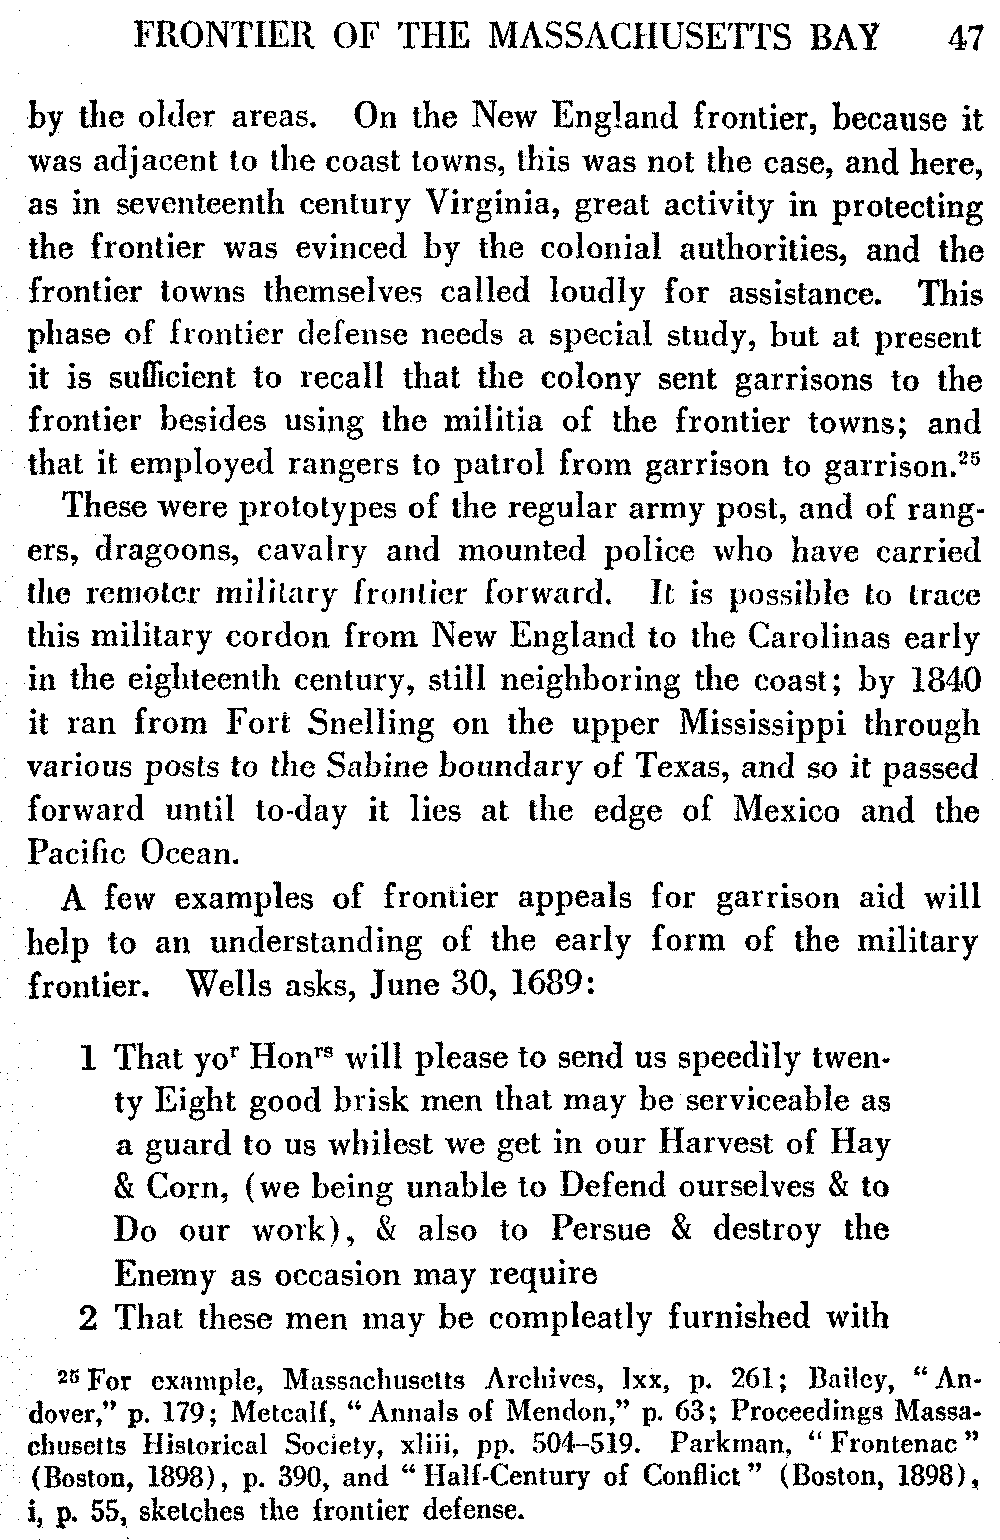 FRONTIER OF THE MASSACHUSETTS BAY 47
by the older areas. On the New England frontier, because it
was adjacent to the coast towns, this was not the case, and here,
as in seventeenth century Virginia, great activity in protecting
the frontier was evinced by the colonial authorities, and the
frontier towns themselves called loudly for assistance. This
phase of frontier defense needs a special study, but at present
it is sufficient to recall that the colony sent garrisons to the
frontier besides using the militia of the frontier towns; and
that it employed rangers to patrol from garrison to garrison.²⁵
These were prototypes of the regular army post, and of rang-
ers, dragoons, cavalry and mounted police who have carried
the remoter military frontier forward. It is possible to trace
this military cordon from New England to the Carolinas early
in the eighteenth century, still neighboring the coast; by 1840
it ran from Fort Snelling on the upper Mississippi through
various posts to the Sabine boundary of Texas, and so it passed
forward until to-day it lies at the edge of Mexico and the
Pacific Ocean.
A few examples of frontier appeals for garrison aid will
help to an understanding of the early form of the military
frontier. Wells asks, June 30, 1689:
1 That yoʳ Honʳˢ will please to send us speedily twen-
ty Eight good brisk men that may be serviceable as
a guard to us whilest we get in our Harvest of Hay
& Corn, (we being unable to Defend ourselves & to
Do our work), & also to Persue & destroy the
Enemy as occasion may require
2 That these men may be compleatly furnished with
²⁵ For example, Massachusetts Archives, lxx, p. 261; Bailey, “An-
dover,” p. 179; Metcalf, “Annals of Mendon,” p. 63; Proceedings Massa-
chusetts Historical Society, xliii, pp. 504–519. Parkman, “Frontenac”
(Boston, 1898), p. 390, and “Half-Century of Conflict” (Boston, 1898),
i, p. 55, sketches the frontier defense.